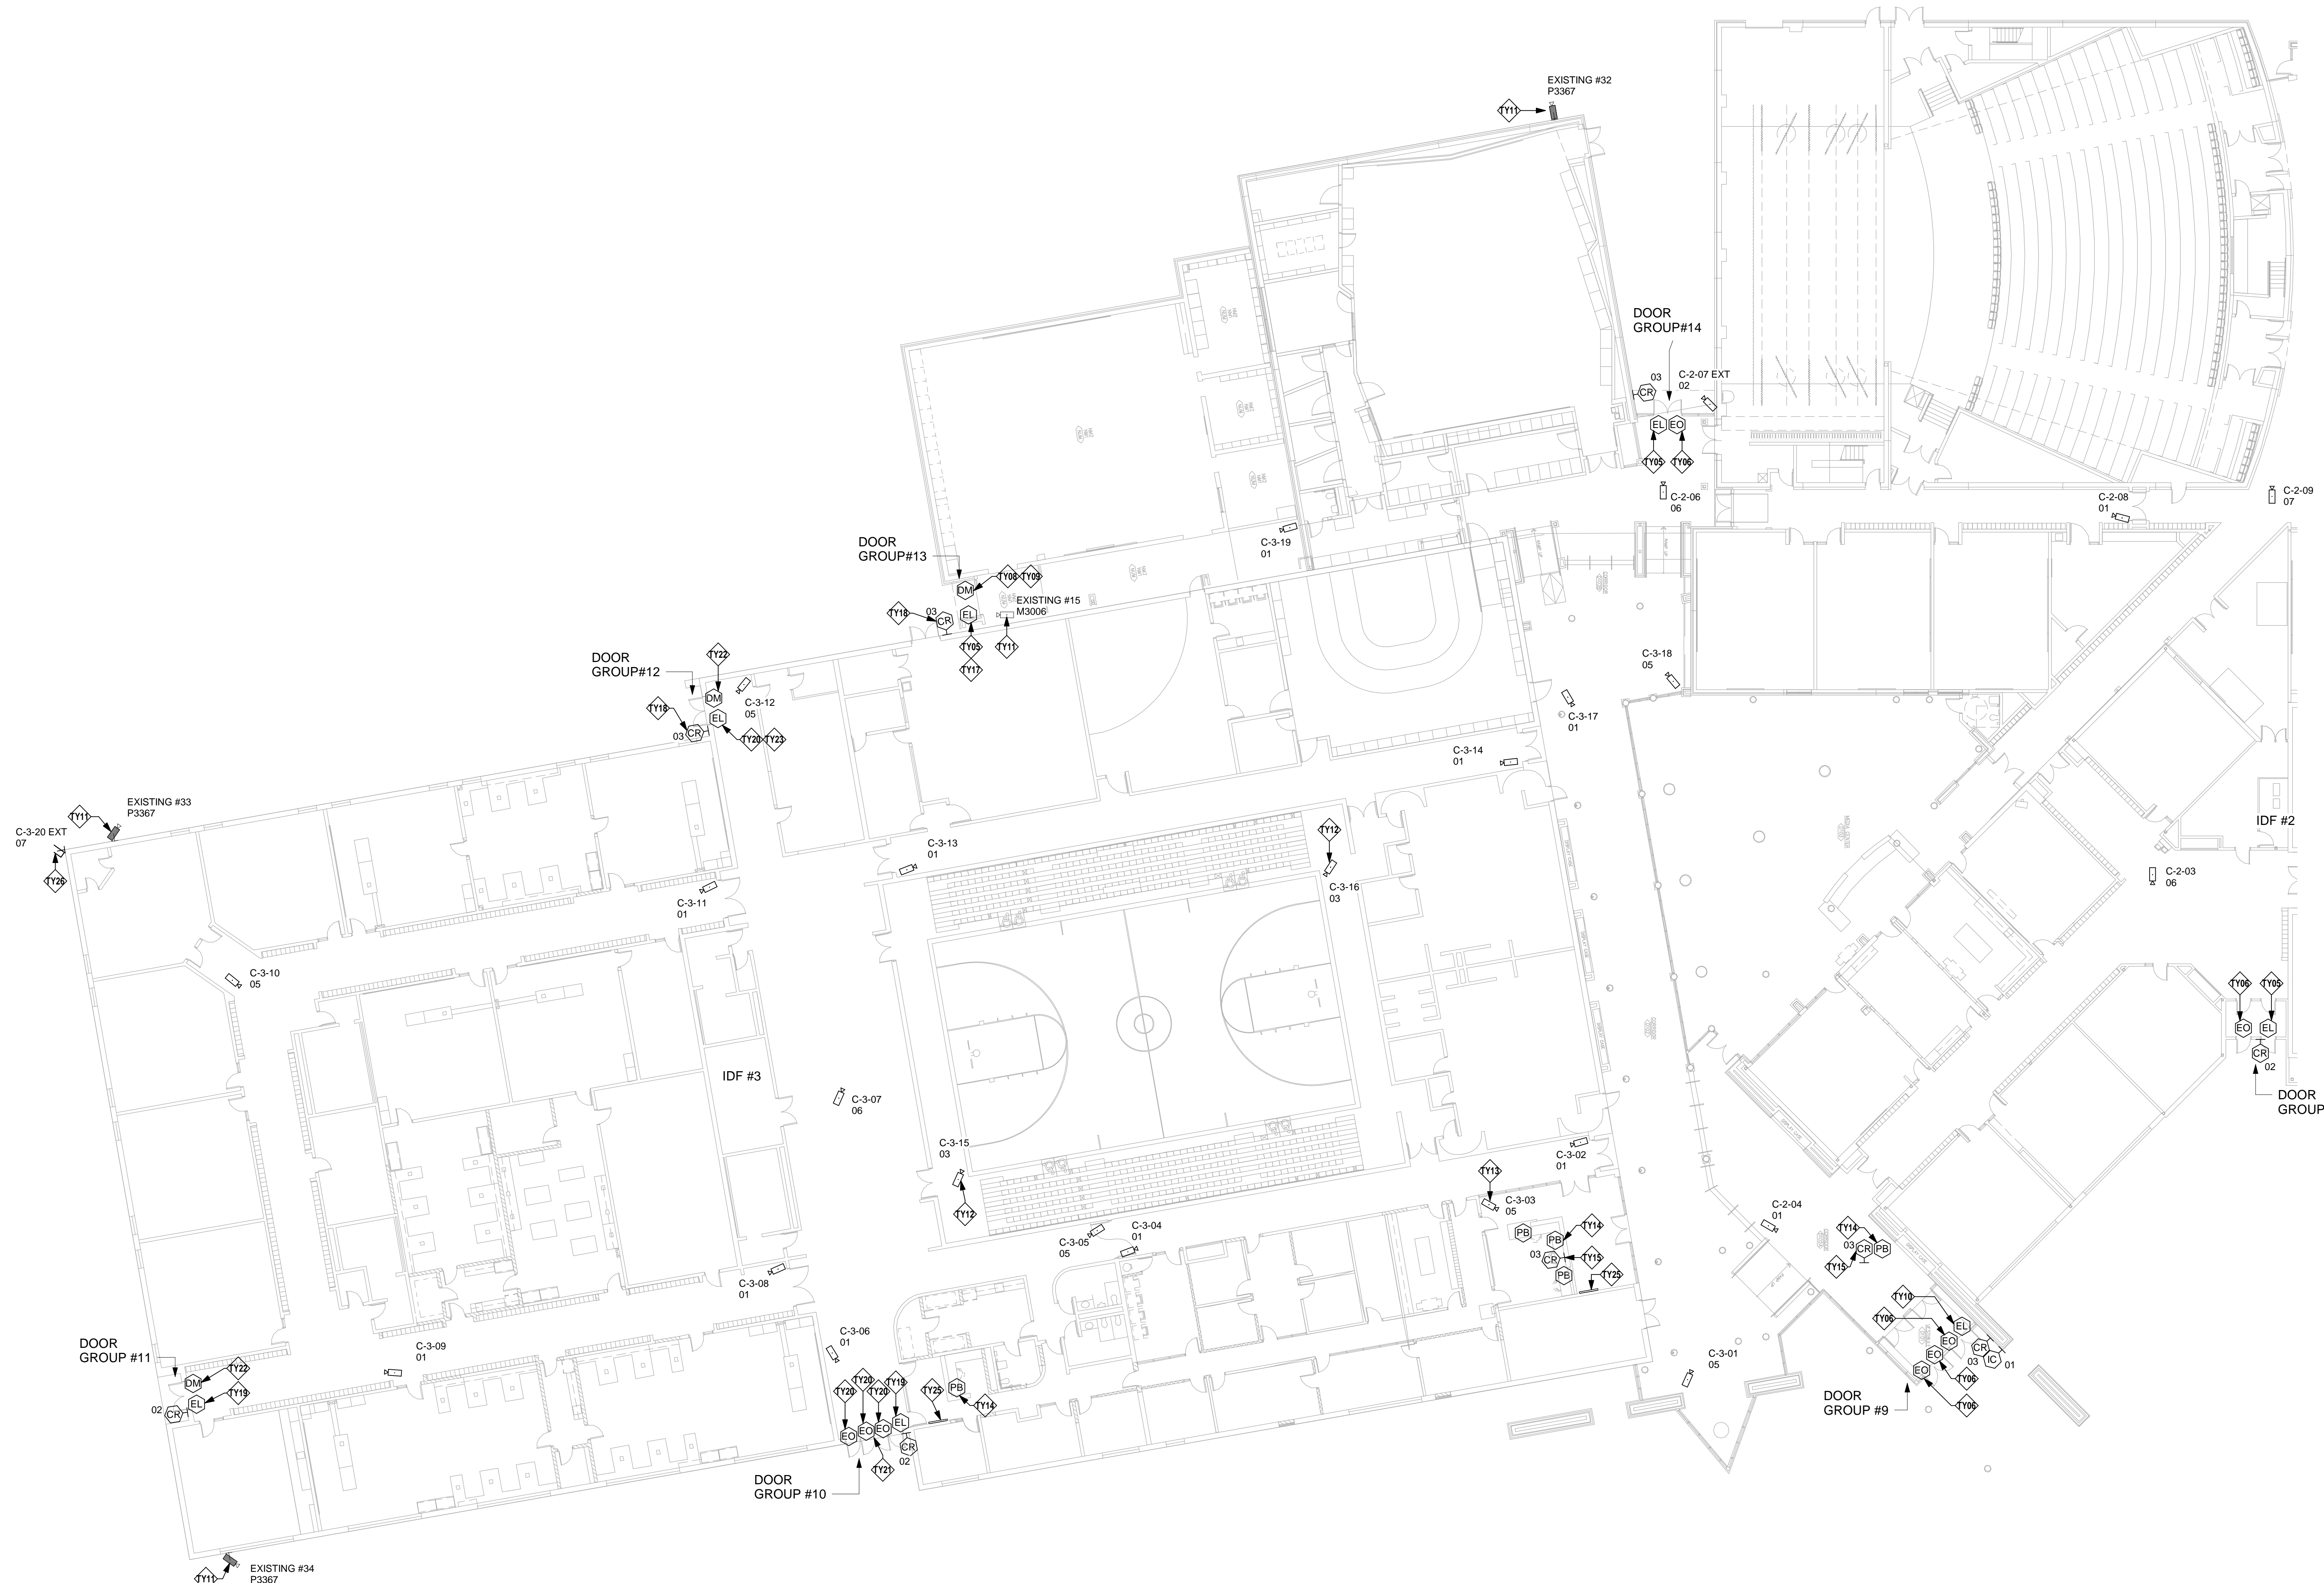 EXISTING #32
P3367
TY11
DOOR
GROUP#14
03
CR
C-2-07 EXT
02
EL
EO
TY05
TY06
C-2-06
06
C-2-08
01
C-2-09
07
C-3-19
01
DOOR
GROUP#13
DM
TY08
TY09
EXISTING #15
M3006
TY18
03
CR
EL
TY05
TY17
TY11
DOOR
GROUP#12
TY22
DM
EL
C-3-12
05
TY18
03
CR
TY20
TY23
C-3-18
05
C-3-17
01
C-3-14
01
EXISTING #33
P3367
TY11
C-3-20 EXT
07
TY26
C-3-13
01
TY12
C-3-16
03
C-3-11
01
IDF #2
C-2-03
06
C-3-10
05
TY06
TY05
EO
EL
CR
02
DOOR
GROUP
IDF #3
C-3-07
06
DISPLAY CASE
DISPLAY CASE
DISPLAY CASE
DISPLAY CASE
DISPLAY CASE
C-3-15
03
TY12
C-3-02
01
TY13
C-3-03
05
PB
PB
TY14
03
CR
TY15
PB
TY25
C-2-04
01
TY14
03
CR
PB
TY15
C-3-04
01
C-3-05
05
C-3-08
01
TY10
TY06
EL
EO
EO
EO
CR
03
IC
01
TY06
TY06
DOOR
GROUP #9
DOOR
GROUP #11
DM
TY22
EL
TY19
02
CR
C-3-09
01
C-3-06
01
C-3-01
05
TY20
TY20
TY20
TY19
TY25
PB
TY14
EO
EO
EO
EL
CR
02
TY21
DOOR
GROUP #10
TY11
EXISTING #34
P3367